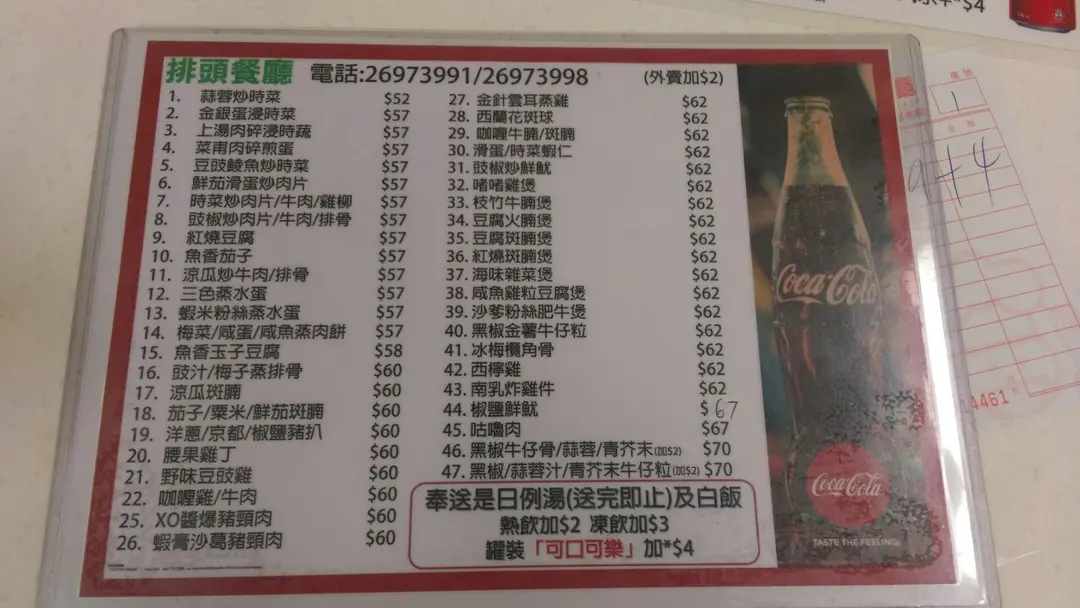 排頭餐廳 電話:26973991/26973998 (外賣加$2)
1. 蒜蓉炒時菜 $52
2. 金銀蛋浸時菜 $57
3. 上湯肉碎浸時蔬 $57
4. 菜甫肉碎煎蛋 $57
5. 豆豉鯪魚炒時菜 $57
6. 鮮茄滑蛋炒肉片 $57
7. 時菜炒肉片/牛肉/雞柳 $57
8. 豉椒炒肉片/牛肉/排骨 $57
9. 紅燒豆腐 $57
10. 魚香茄子 $57
11. 涼瓜炒牛肉/排骨 $57
12. 三色蒸水蛋 $57
13. 蝦米粉絲蒸水蛋 $57
14. 梅菜/咸蛋/咸魚蒸肉餅 $57
15. 魚香玉子豆腐 $58
16. 豉汁/梅子蒸排骨 $60
17. 涼瓜斑腩 $60
18. 茄子/粟米/鮮茄斑腩 $60
19. 洋蔥/京都/椒鹽豬扒 $60
20. 腰果雞丁 $60
21. 野味豆豉雞 $60
22. 咖喱雞/牛肉 $60
25. XO醬爆豬頸肉 $60
26. 蝦膏沙葛豬頸肉 $60
27. 金針雲耳蒸雞 $62
28. 西蘭花斑球 $62
29. 咖喱牛腩/斑腩 $62
30. 滑蛋/時菜蝦仁 $62
31. 豉椒炒鮮魷 $62
32. 啫啫雞煲 $62
33. 枝竹牛腩煲 $62
34. 豆腐火腩煲 $62
35. 豆腐斑腩煲 $62
36. 紅燒斑腩煲 $62
37. 海味雜菜煲 $62
38. 咸魚雞粒豆腐煲 $62
39. 沙爹粉絲肥牛煲 $62
40. 黑椒金薯牛仔粒 $62
41. 冰梅欖角骨 $62
42. 西檸雞 $62
43. 南乳炸雞件 $62
44. 椒鹽鮮魷 $67
45. 咕嚕肉 $67
46. 黑椒牛仔骨/蒜蓉/青芥末(加$2) $70
47. 黑椒/蒜蓉汁/青芥末牛仔粒(加$2) $70
奉送是日例湯(送完即止)及白飯
熱飲加$2 凍飲加$3
罐裝「可口可樂」加*$4
Coca-Cola
Coca-Cola
TASTE THE FEELING
*$4
1
14461